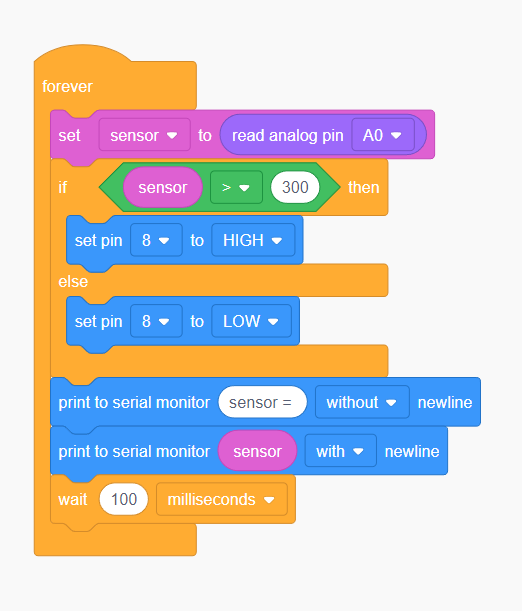 forever
set sensor to read analog pin A0
if sensor > 300 then
set pin 8 to HIGH
else
set pin 8 to LOW
print to serial monitor sensor = without newline
print to serial monitor sensor with newline
wait 100 milliseconds